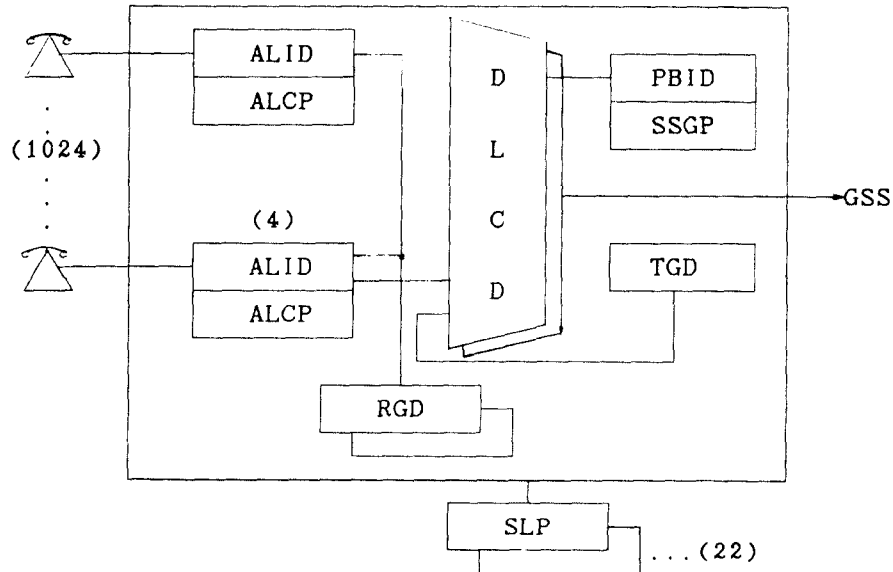 ALID
ALCP
(1024)
(4)
ALID
ALCP
D
L
C
D
PBID
SSGP
GSS
TGD
RGD
SLP
...(22)